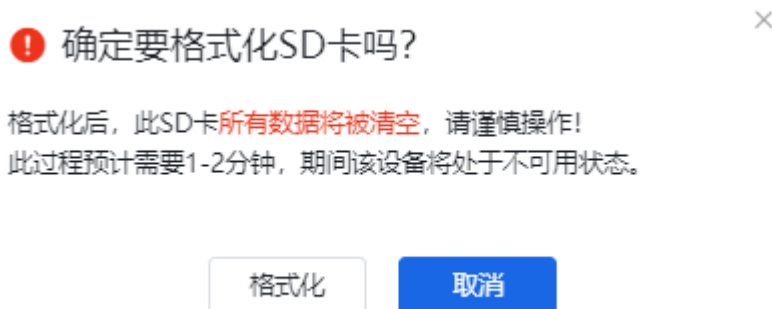 确定要格式化SD卡吗?
格式化后，此SD卡所有数据将被清空，请谨慎操作!
此过程预计需要1-2分钟，期间该设备将处于不可用状态。
格式化
取消